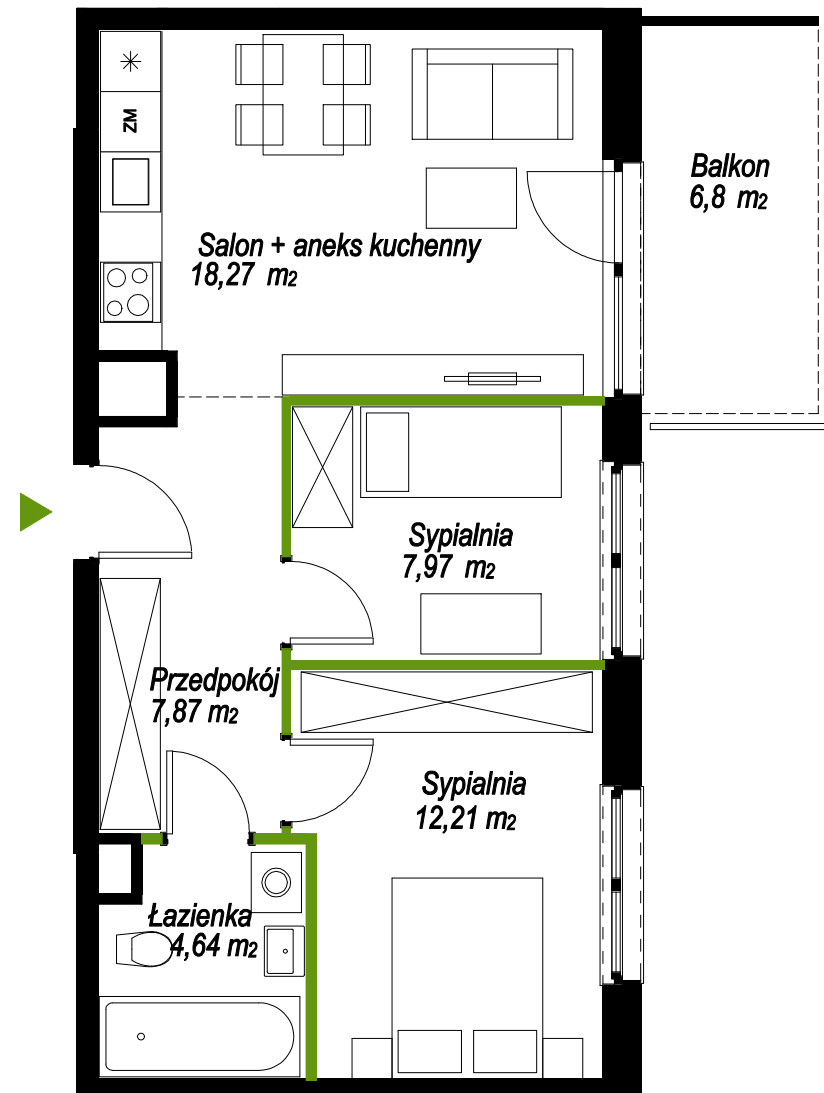 ZM
Balkon
6,8 m2
Salon + aneks kuchenny
18,27 m2
Sypialnia
7,97 m2
Przedpokój
7,87 m2
Sypialnia
12,21 m2
Łazienka
4,64 m2